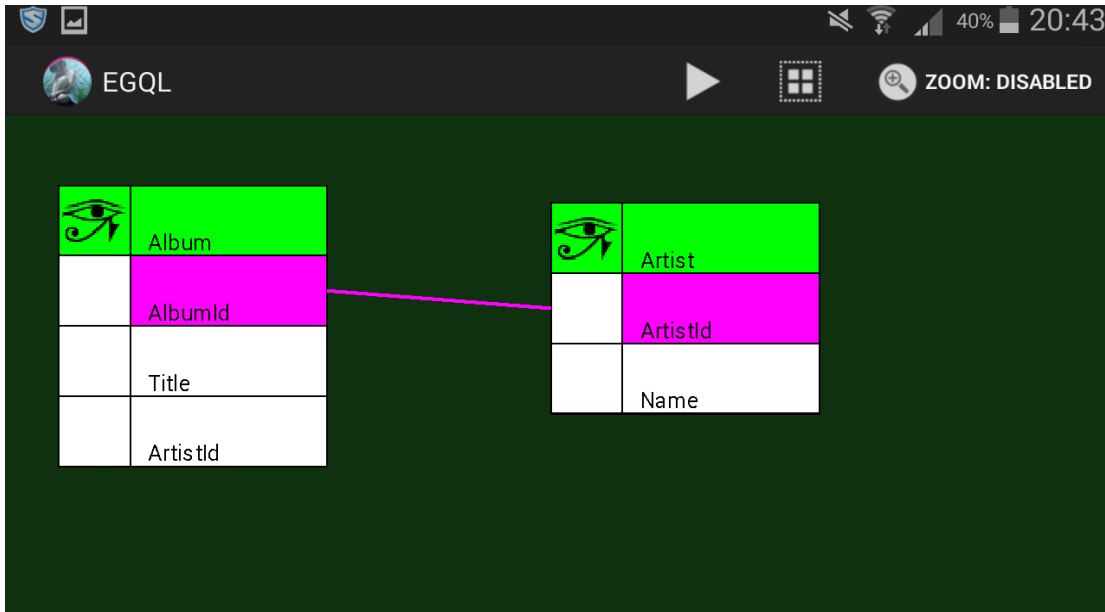 40% 20:43
EGQL
ZOOM: DISABLED
Album
AlbumId
Title
ArtistId
Artist
ArtistId
Name